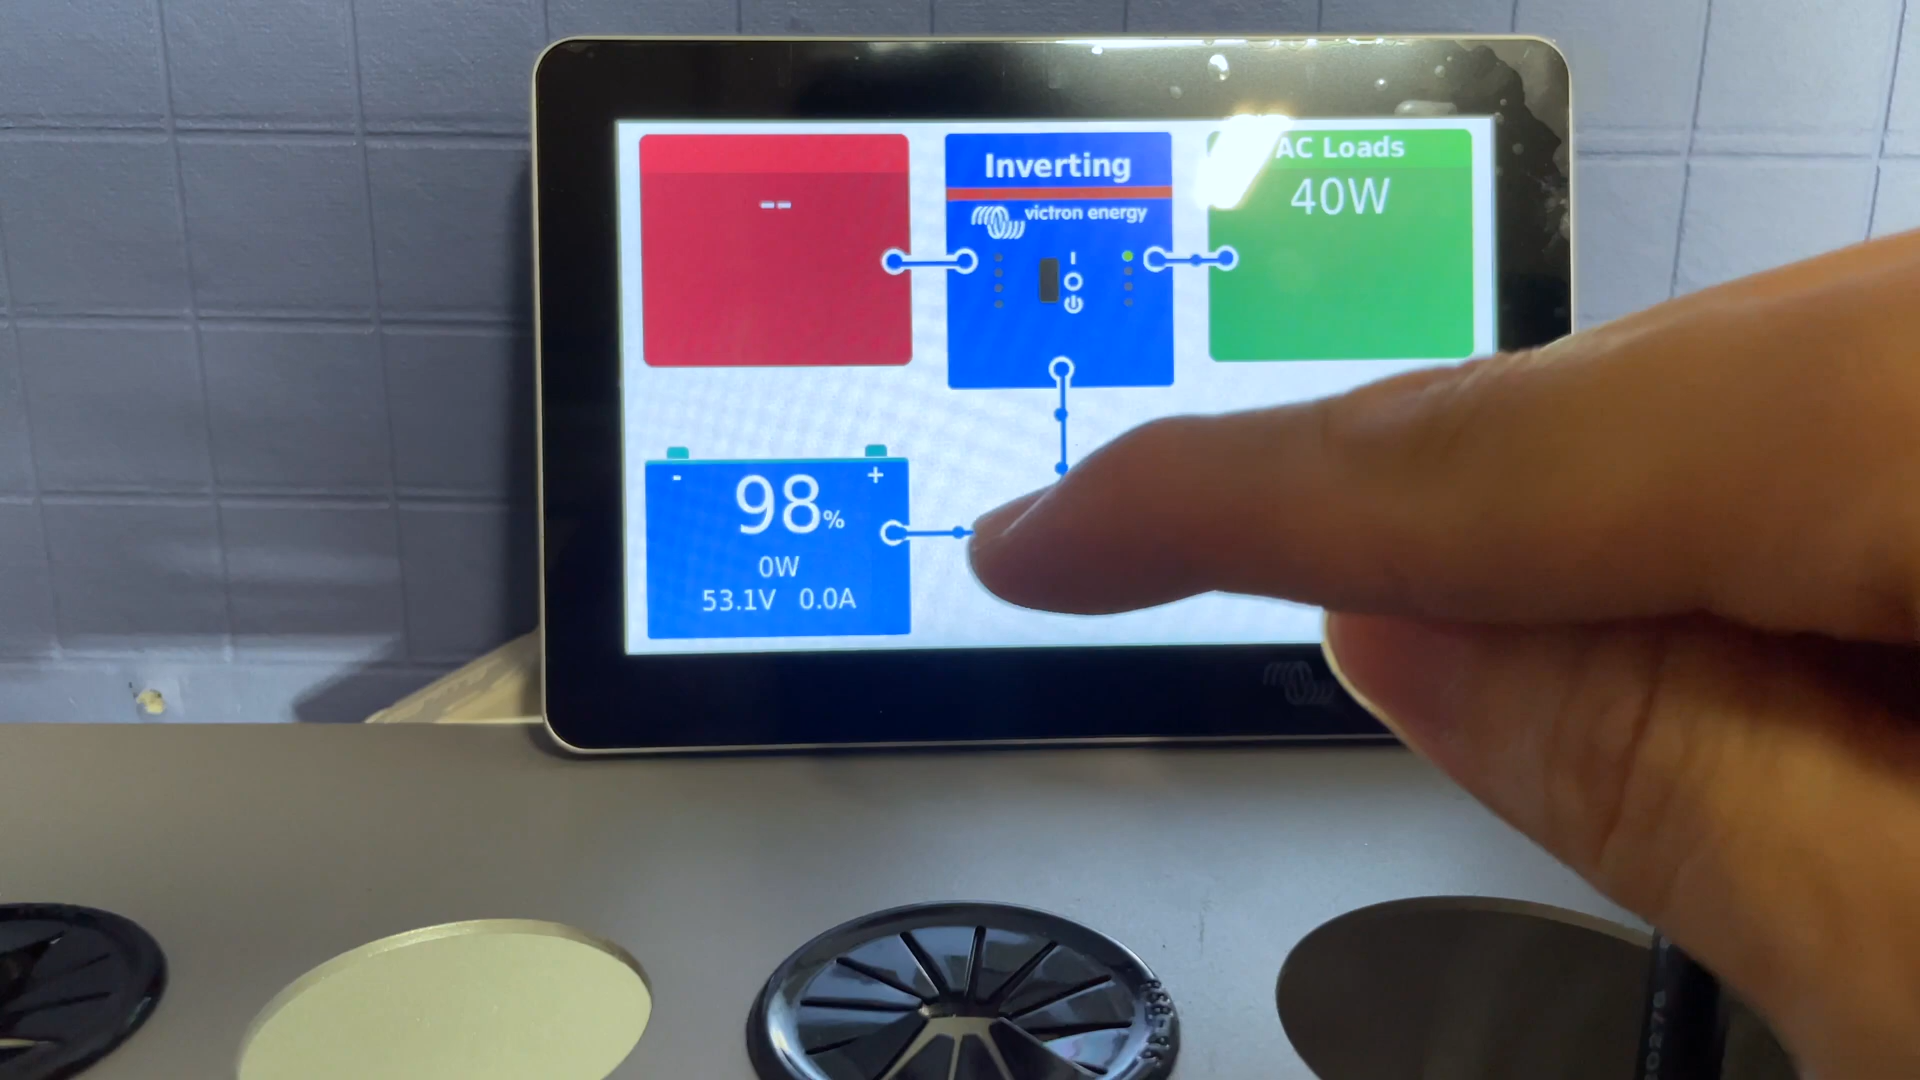 --
Inverting
victron energy
AC Loads
40W
- +
98%
0W
53.1V 0.0A